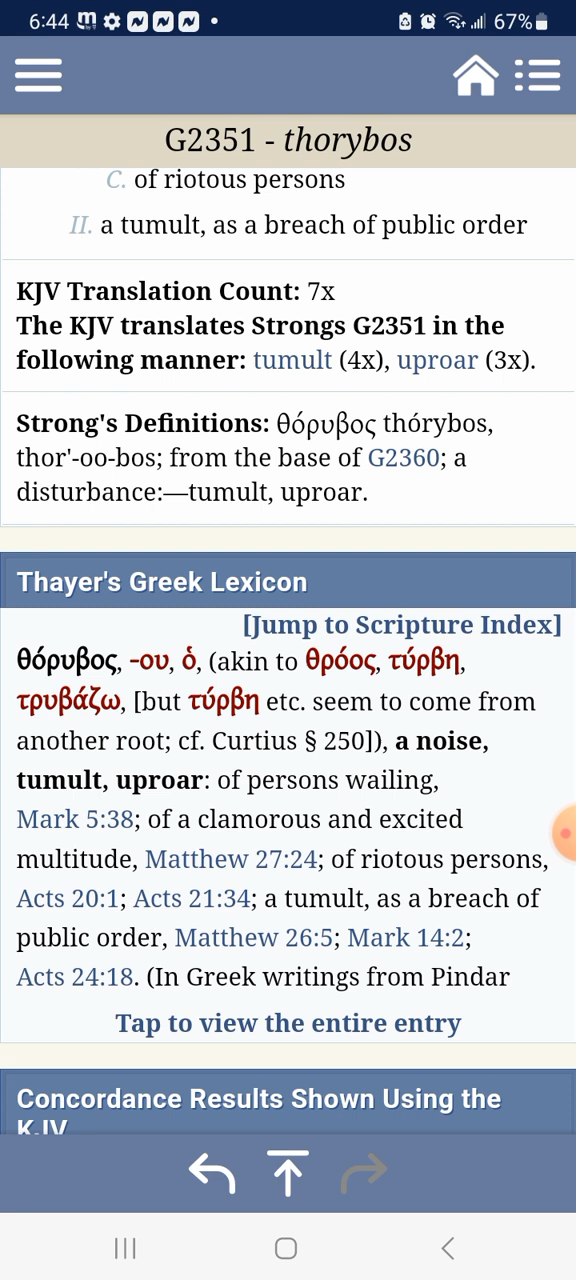 6:44
67%
G2351 - thorybos
C. of riotous persons
II. a tumult, as a breach of public order
KJV Translation Count: 7x
The KJV translates Strongs G2351 in the
following manner: tumult (4x), uproar (3x).
Strong's Definitions: θόρυβος thórybos,
thor'-oo-bos; from the base of G2360; a
disturbance:—tumult, uproar.
Thayer's Greek Lexicon
[Jump to Scripture Index]
θόρυβος, -ου, ὁ, (akin to θρόος, τύρβη,
τρυβάζω, [but τύρβη etc. seem to come from
another root; cf. Curtius § 250]), a noise,
tumult, uproar: of persons wailing,
Mark 5:38; of a clamorous and excited
multitude, Matthew 27:24; of riotous persons,
Acts 20:1; Acts 21:34; a tumult, as a breach of
public order, Matthew 26:5; Mark 14:2;
Acts 24:18. (In Greek writings from Pindar
Tap to view the entire entry
Concordance Results Shown Using the
KJV